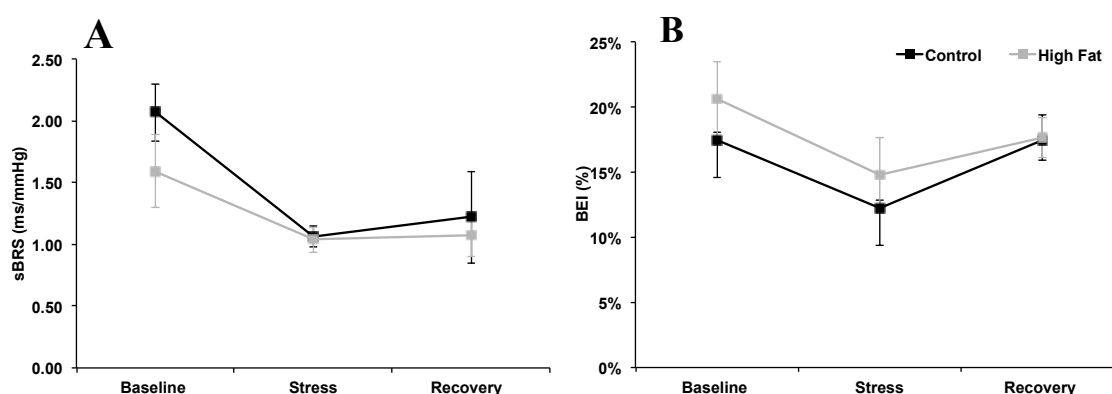 A
sBRS (ms/mmHg)
2.50
2.00
1.50
1.00
0.50
0.00
Baseline Stress Recovery
B
BEI (%)
25%
20%
15%
10%
5%
0%
Control High Fat
Baseline Stress Recovery